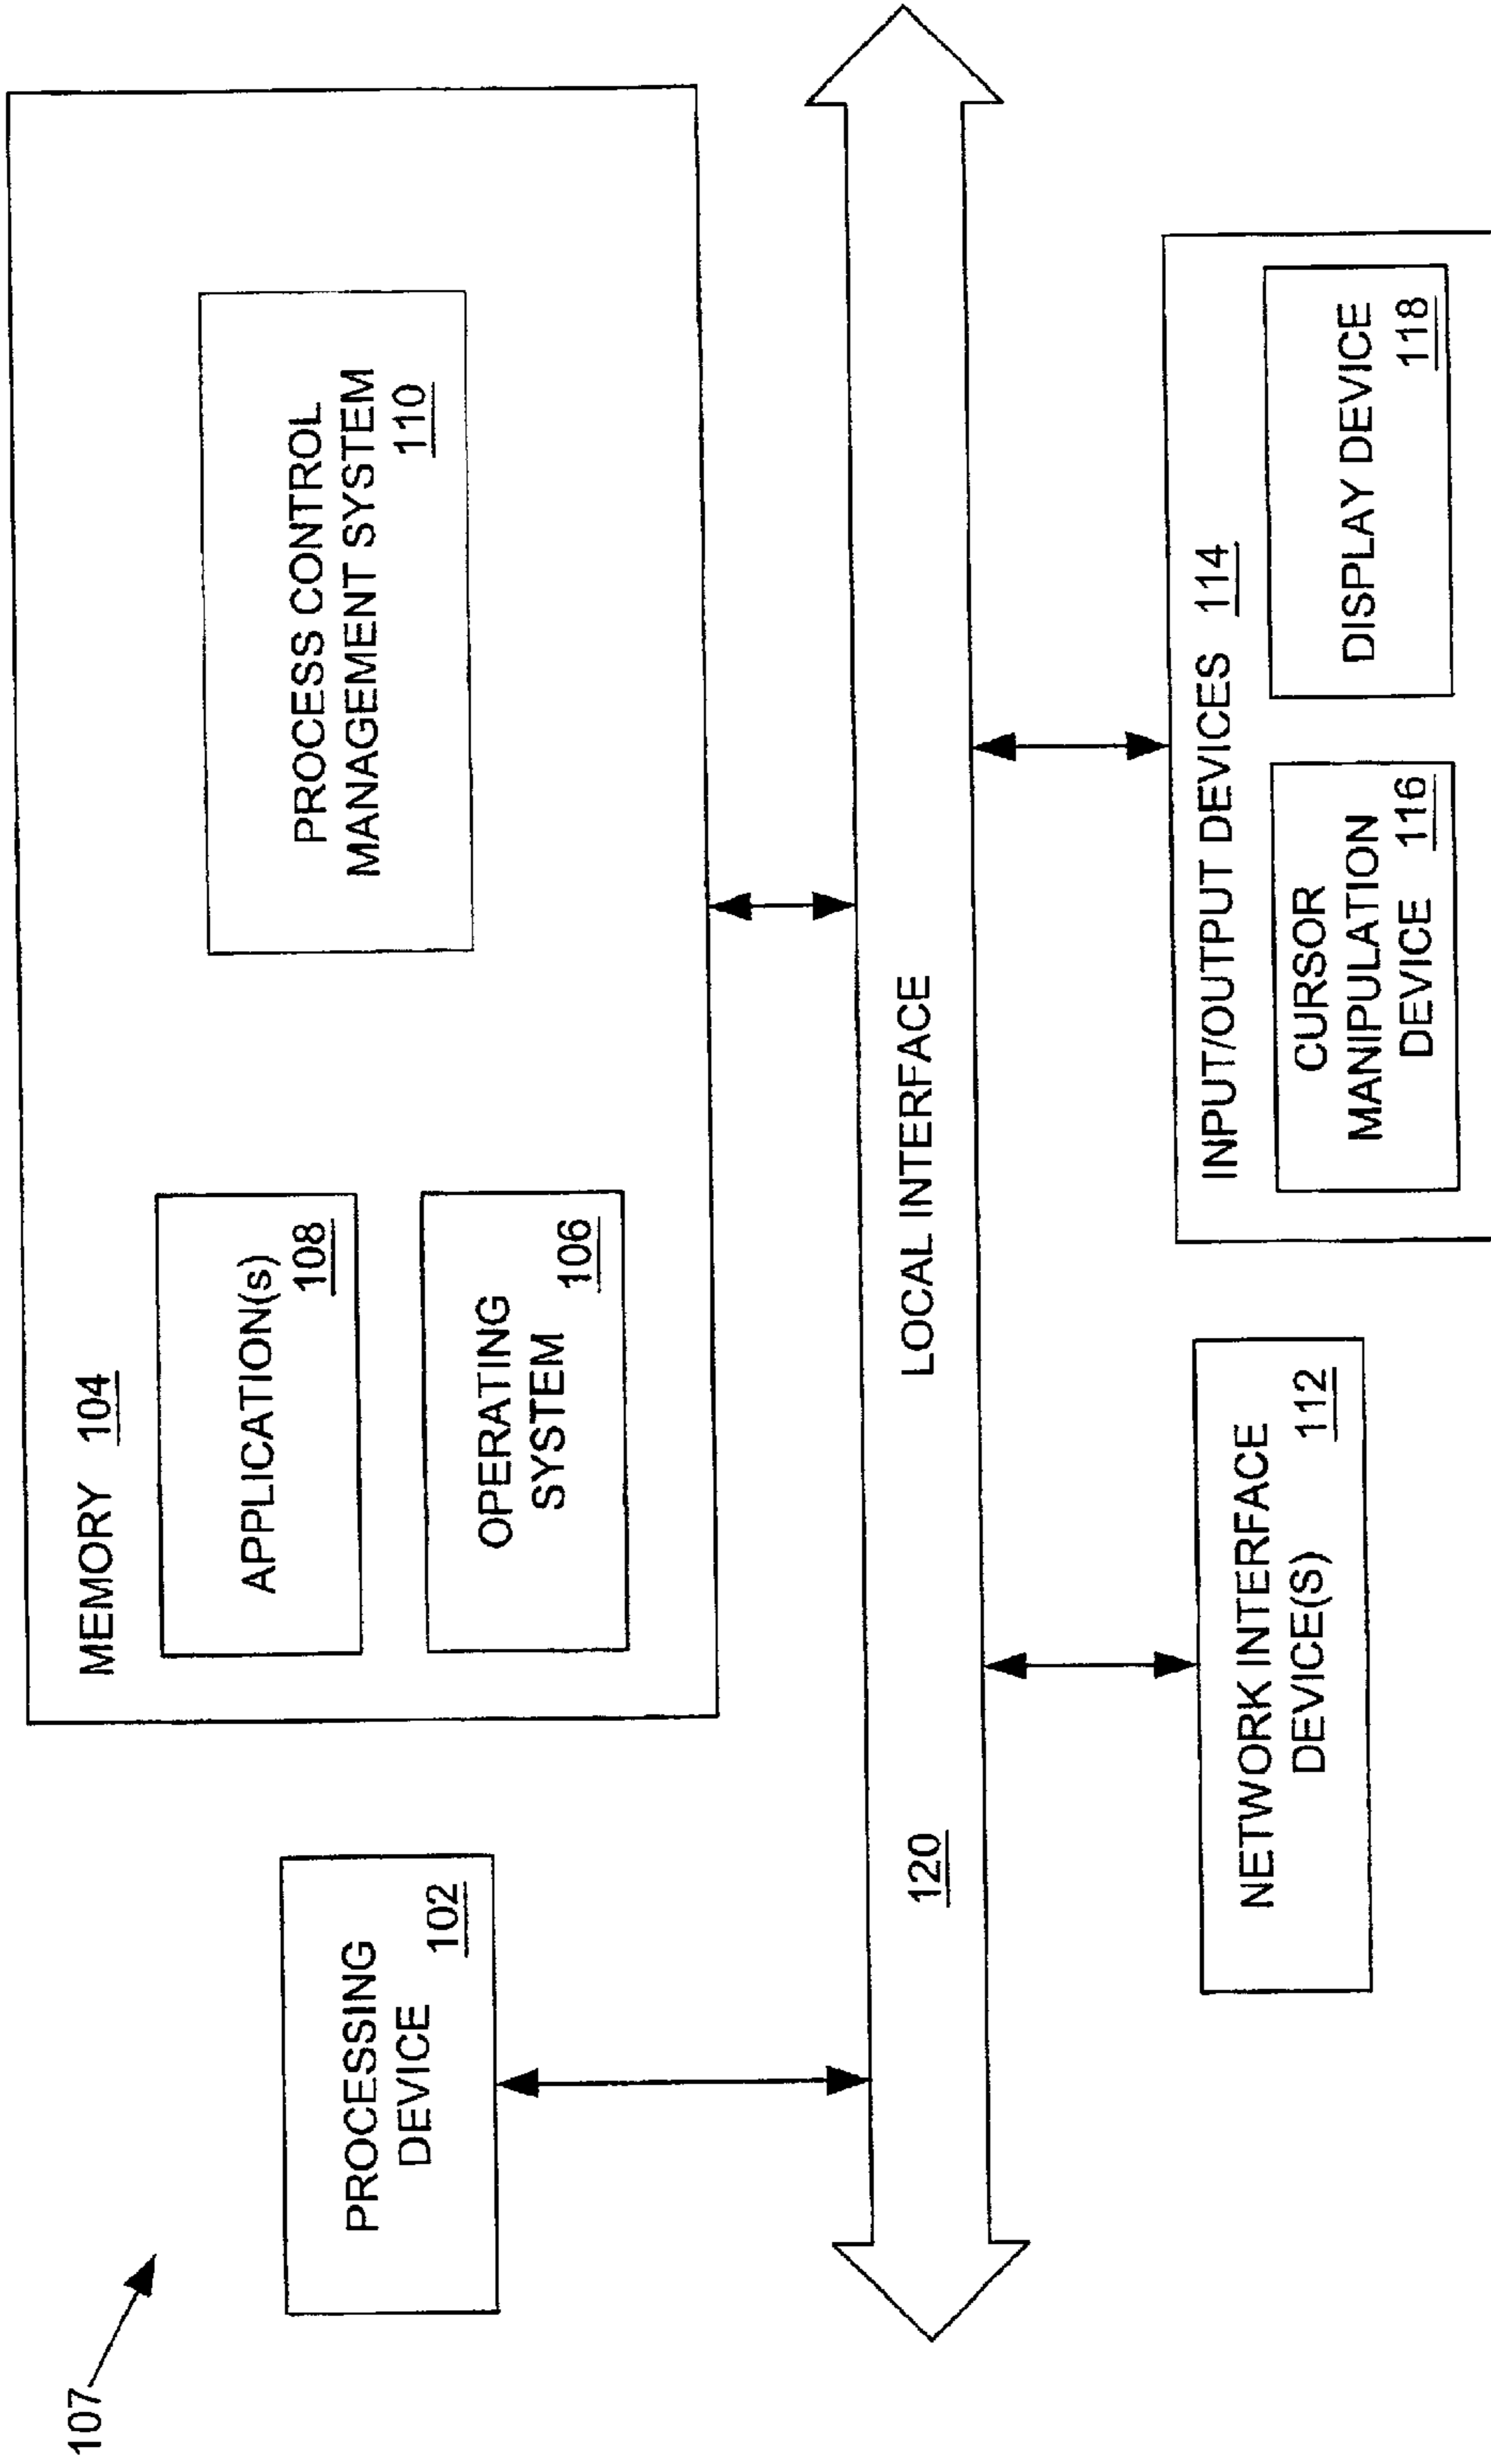 107
PROCESSING
DEVICE
102
MEMORY 104
APPLICATION(s)
108
OPERATING
SYSTEM
106
PROCESS CONTROL
MANAGEMENT SYSTEM
110
120
LOCAL INTERFACE
NETWORK INTERFACE
DEVICE(S) 112
INPUT/OUTPUT DEVICES 114
CURSOR
MANIPULATION
DEVICE 116
DISPLAY DEVICE
118